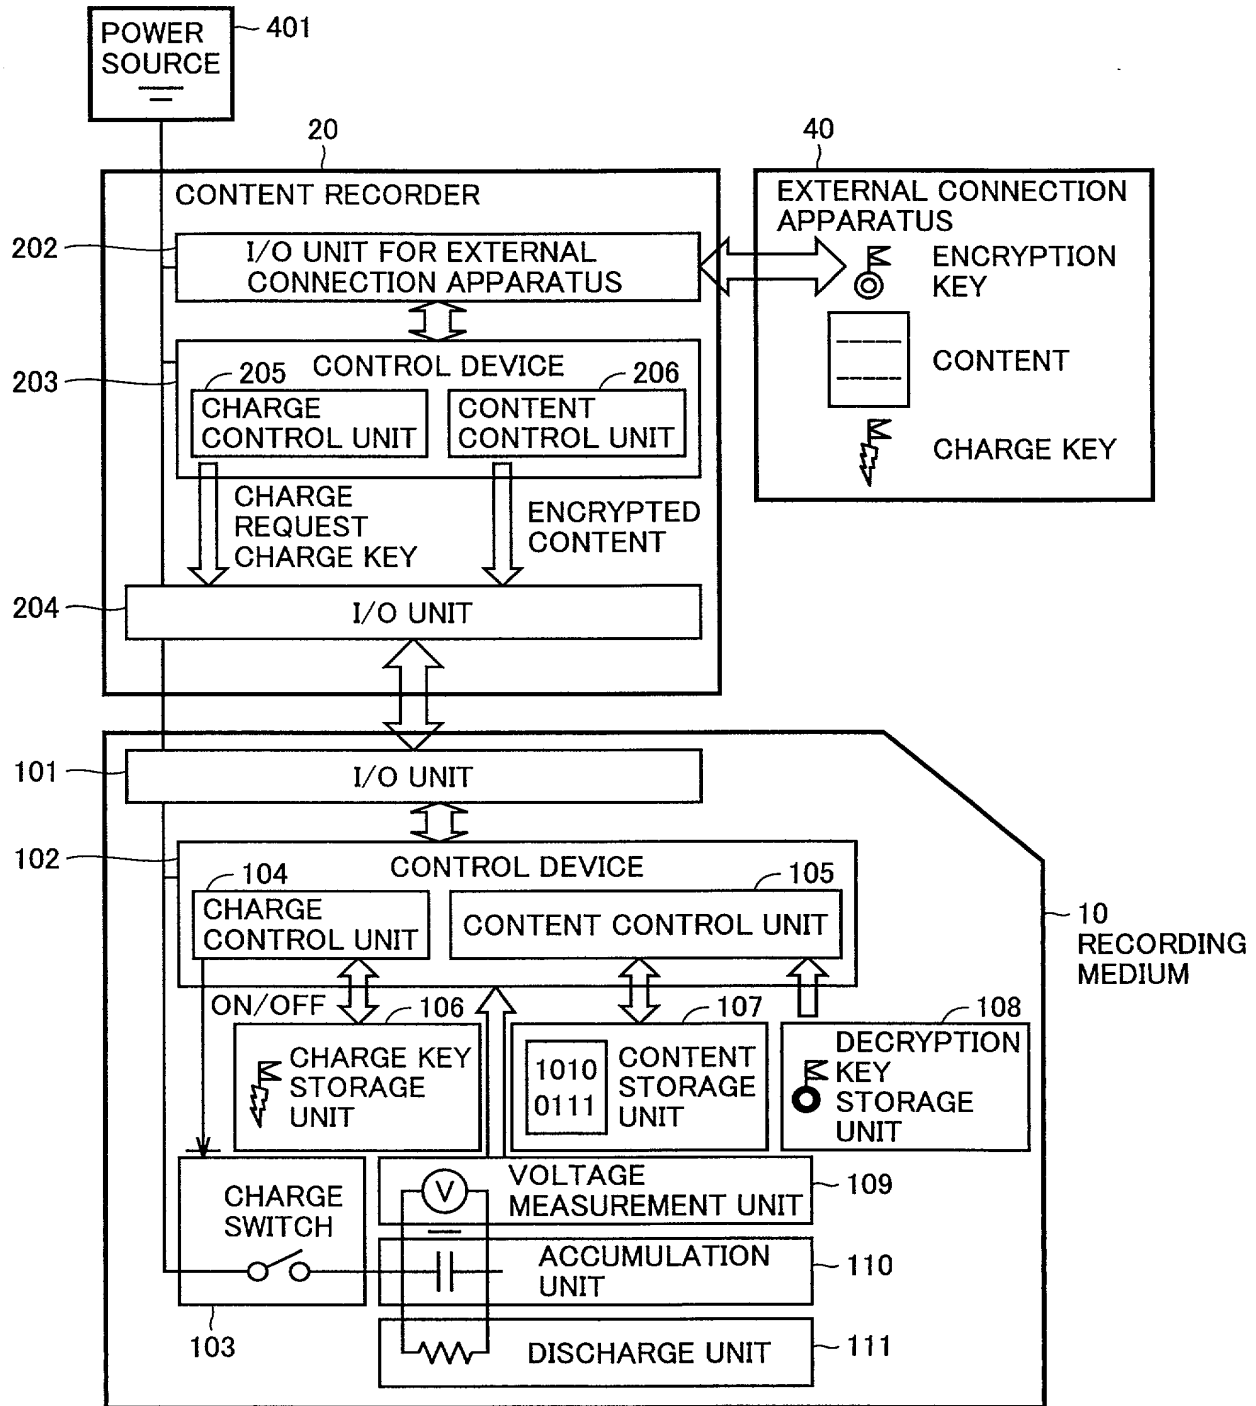 POWER
SOURCE
401
20
40
CONTENT RECORDER
EXTERNAL CONNECTION
APPARATUS
202
I/O UNIT FOR EXTERNAL
CONNECTION APPARATUS
ENCRYPTION
KEY
CONTENT
CHARGE KEY
203
CONTROL DEVICE
205
206
CHARGE
CONTROL UNIT
CONTENT
CONTROL UNIT
CHARGE
REQUEST
CHARGE KEY
ENCRYPTED
CONTENT
204
I/O UNIT
101
I/O UNIT
102
CONTROL DEVICE
104
105
CHARGE
CONTROL UNIT
CONTENT CONTROL UNIT
10
RECORDING
MEDIUM
ON/OFF
106
107
108
CHARGE KEY
STORAGE
UNIT
1010
0111
CONTENT
STORAGE
UNIT
DECRYPTION
KEY
STORAGE
UNIT
CHARGE
SWITCH
103
V
VOLTAGE
MEASUREMENT UNIT
109
ACCUMULATION
UNIT
110
DISCHARGE UNIT
111